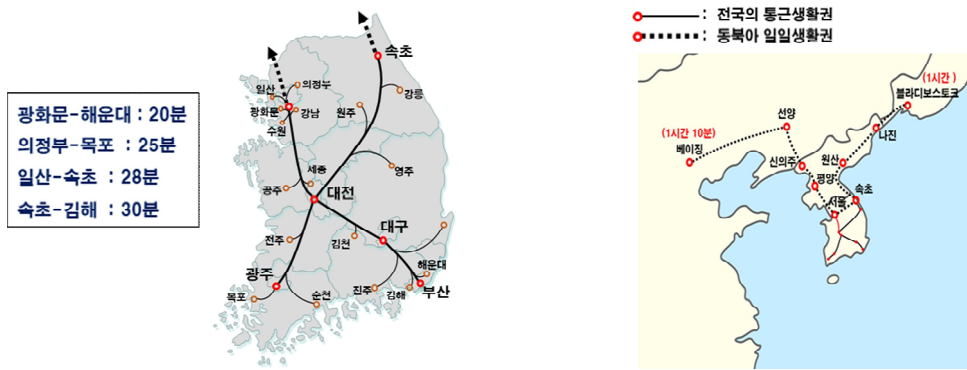 광화문-해운대 : 20분
의정부-목포 : 25분
일산-속초 : 28분
속초-김해 : 30분
속초
일산
의정부
강릉
광화문
강남
원주
수원
세종
영주
공주
대전
대구
전주
김천
해운대
광주
목포
순천
진주
김해
부산
: 전국의 통근생활권
: 동북아 일일생활권
(1시간 )
블라디보스토크
선양
나진
(1시간 10분)
베이징
신의주
원산
평양
서울
속초